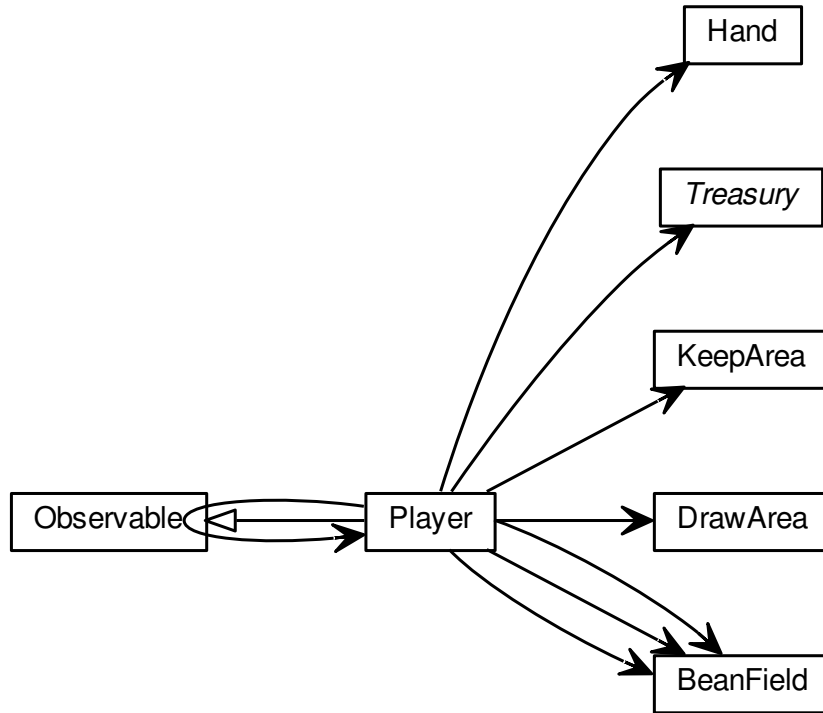 Hand
Treasury
KeepArea
Observable
Player
DrawArea
BeanField